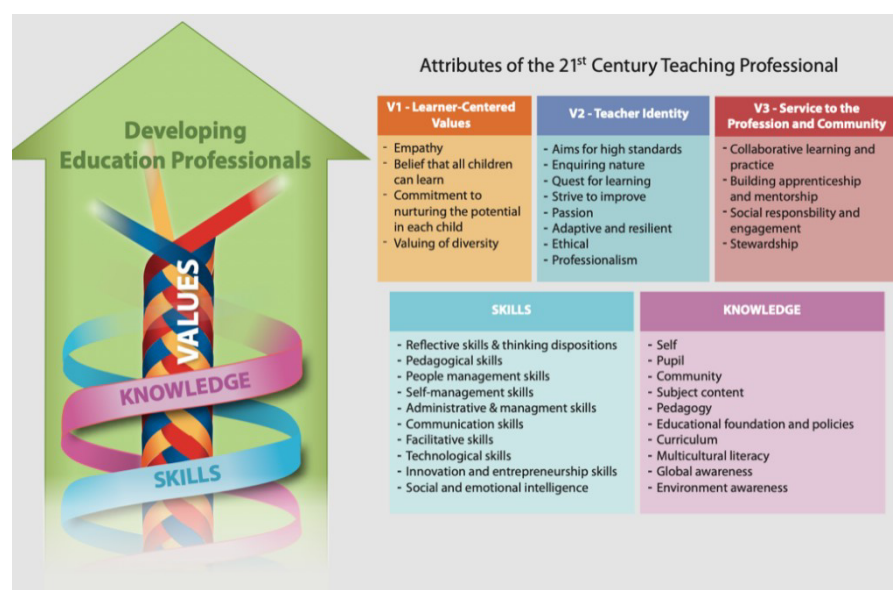 Developing
Education Professionals
VALUES
KNOWLEDGE
SKILLS
Attributes of the 21st Century Teaching Professional
V1 - Learner-Centered
Values
- Empathy
- Belief that all children
can learn
- Commitment to
nurturing the potential
in each child
- Valuing of diversity
V2 - Teacher Identity
- Aims for high standards
- Enquiring nature
- Quest for learning
- Strive to improve
- Passion
- Adaptive and resilient
- Ethical
- Professionalism
V3 - Service to the
Profession and Community
- Collaborative learning and
practice
- Building apprenticeship
and mentorship
- Social responsbility and
engagement
- Stewardship
SKILLS
- Reflective skills & thinking dispositions
- Pedagogical skills
- People management skills
- Self-management skills
- Administrative & managment skills
- Communication skills
- Facilitative skills
- Technological skills
- Innovation and entrepreneurship skills
- Social and emotional intelligence
KNOWLEDGE
- Self
- Pupil
- Community
- Subject content
- Pedagogy
- Educational foundation and policies
- Curriculum
- Multicultural literacy
- Global awareness
- Environment awareness